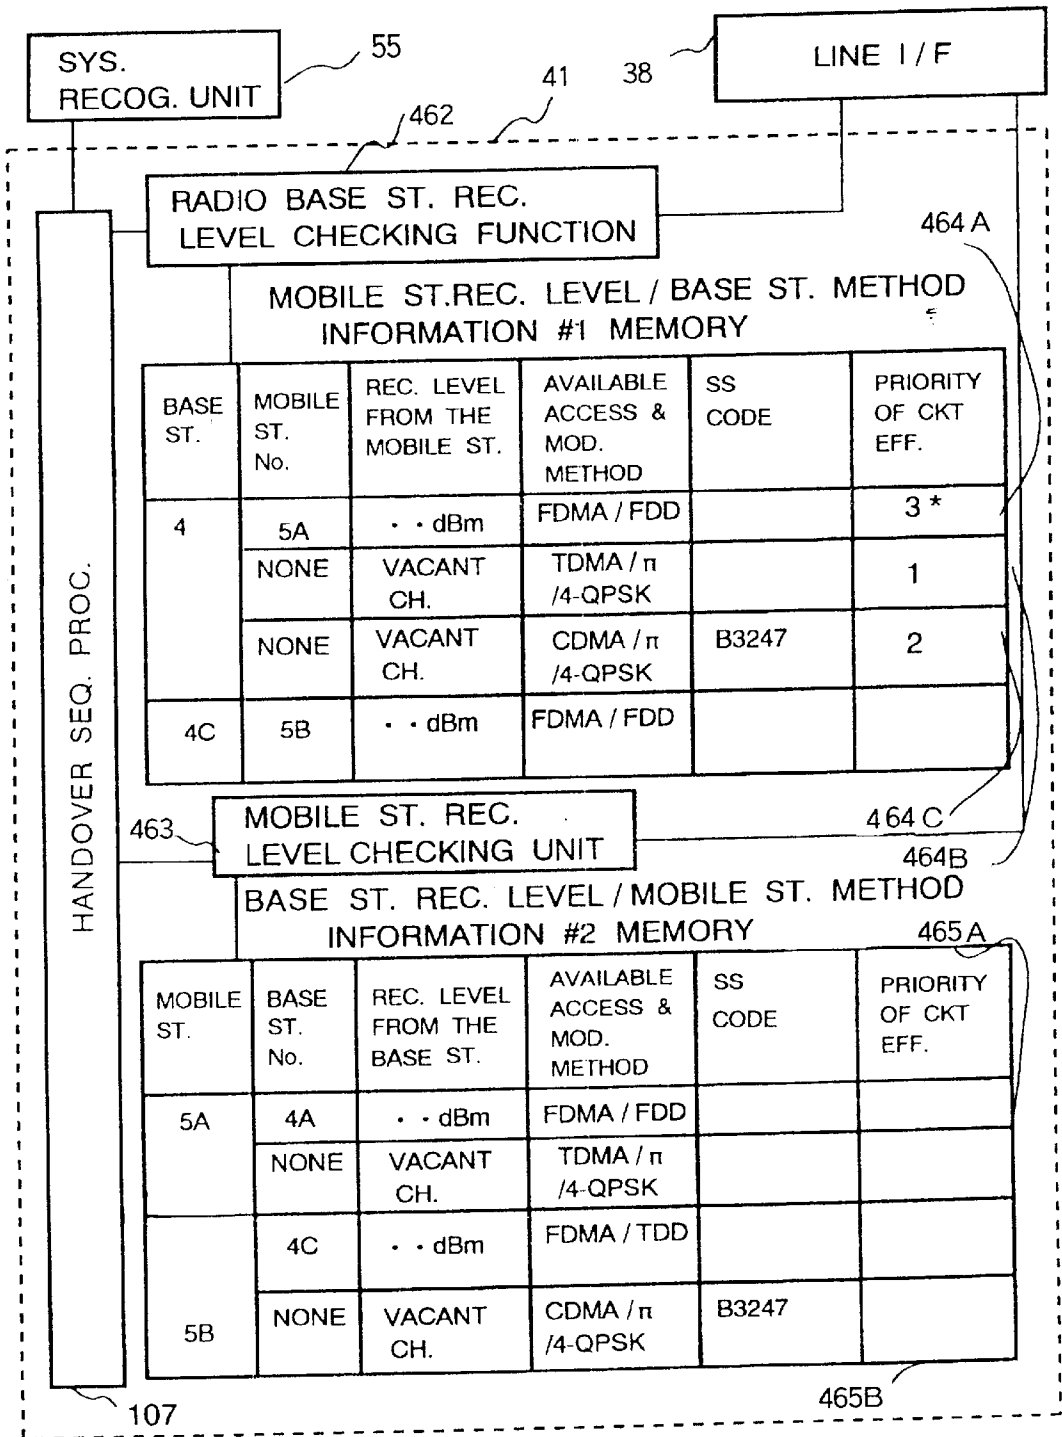 SYS.
RECOG. UNIT
55
38
LINE I / F
41
462
RADIO BASE ST. REC.
LEVEL CHECKING FUNCTION
464 A
MOBILE ST.REC. LEVEL / BASE ST. METHOD
INFORMATION #1 MEMORY
BASE
ST.
MOBILE
ST.
No.
REC. LEVEL
FROM THE
MOBILE ST.
AVAILABLE
ACCESS &
MOD.
METHOD
SS
CODE
PRIORITY
OF CKT
EFF.
4
5A
・・dBm
FDMA / FDD
3 *
NONE
VACANT
CH.
TDMA / π
/4-QPSK
1
NONE
VACANT
CH.
CDMA / π
/4-QPSK
B3247
2
4C
5B
・・dBm
FDMA / FDD
HANDOVER SEQ. PROC.
463
MOBILE ST. REC.
LEVEL CHECKING UNIT
464 C
464B
BASE ST. REC. LEVEL / MOBILE ST. METHOD
INFORMATION #2 MEMORY
465 A
MOBILE
ST.
BASE
ST.
No.
REC. LEVEL
FROM THE
BASE ST.
AVAILABLE
ACCESS &
MOD.
METHOD
SS
CODE
PRIORITY
OF CKT
EFF.
5A
4A
・・dBm
FDMA / FDD
NONE
VACANT
CH.
TDMA / π
/4-QPSK
4C
・・dBm
FDMA / TDD
5B
NONE
VACANT
CH.
CDMA / π
/4-QPSK
B3247
107
465B